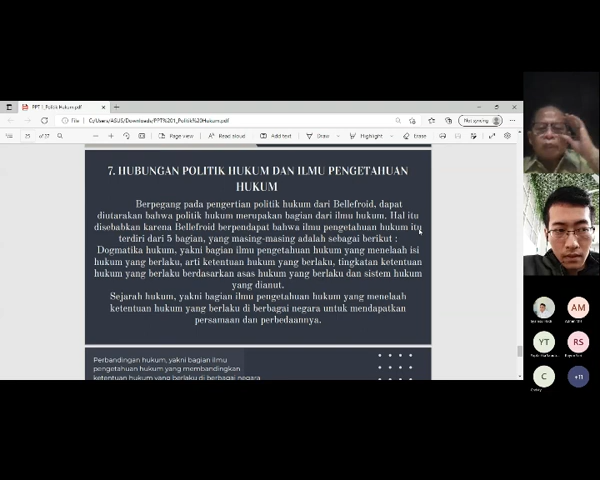 PPT 1_Politik Hukum.pdf
File
C:/Users/ASUS/Downloads/PPT%201_Politik%20Hukum.pdf
Not syncing
25 of 27
Page view
Read aloud
Add text
Draw
Highlight
Erase
7. HUBUNGAN POLITIK HUKUM DAN ILMU PENGETAHUAN
HUKUM
Berpegang pada pengertian politik hukum dari Bellefroid, dapat
diutarakan bahwa politik hukum merupakan bagian dari ilmu hukum. Hal itu
disebabkan karena Bellefroid berpendapat bahwa ilmu pengetahuan hukum itu
terdiri dari 5 bagian, yang masing-masing adalah sebagai berikut :
Dogmatika hukum, yakni bagian ilmu pengetahuan hukum yang menelaah isi
hukum yang berlaku, arti ketentuan hukum yang berlaku, tingkatan ketentuan
hukum yang berlaku berdasarkan asas hukum yang berlaku dan sistem hukum
yang dianut.
Sejarah hukum, yakni bagian ilmu pengetahuan hukum yang menelaah
ketentuan hukum yang berlaku di berbagai negara untuk mendapatkan
persamaan dan perbedaannya.
Perbandingan hukum, yakni bagian ilmu
pengetahuan hukum yang membandingkan
ketentuan hukum yang berlaku di berbagai negara
AM
YT
RS
C
+11